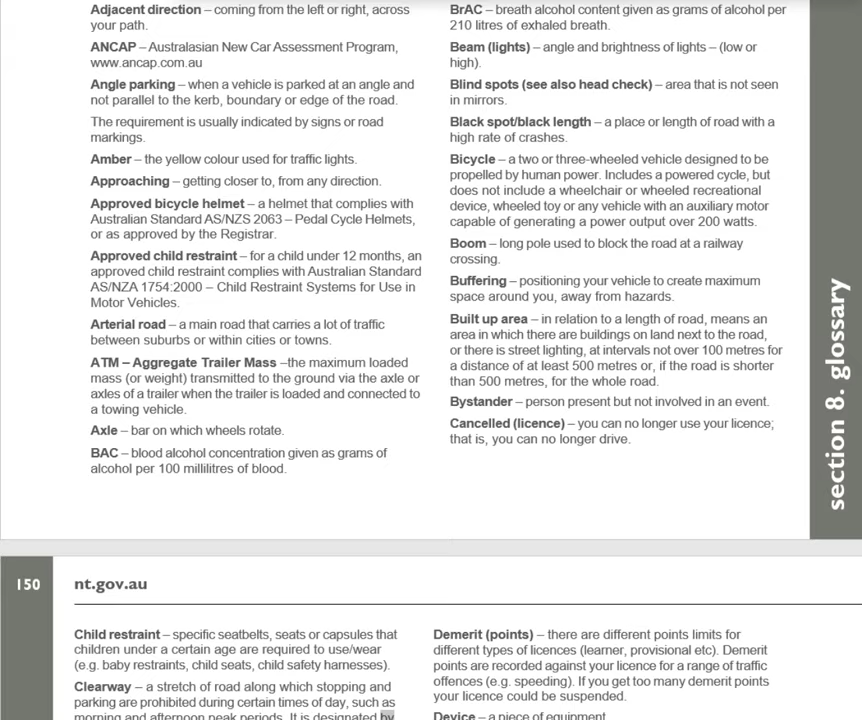 Adjacent direction – coming from the left or right, across
your path.
ANCAP – Australasian New Car Assessment Program,
www.ancap.com.au
Angle parking – when a vehicle is parked at an angle and
not parallel to the kerb, boundary or edge of the road.
The requirement is usually indicated by signs or road
markings.
Amber – the yellow colour used for traffic lights.
Approaching – getting closer to, from any direction.
Approved bicycle helmet – a helmet that complies with
Australian Standard AS/NZS 2063 – Pedal Cycle Helmets,
or as approved by the Registrar.
Approved child restraint – for a child under 12 months, an
approved child restraint complies with Australian Standard
AS/NZA 1754:2000 – Child Restraint Systems for Use in
Motor Vehicles.
Arterial road – a main road that carries a lot of traffic
between suburbs or within cities or towns.
ATM – Aggregate Trailer Mass –the maximum loaded
mass (or weight) transmitted to the ground via the axle or
axles of a trailer when the trailer is loaded and connected to
a towing vehicle.
Axle – bar on which wheels rotate.
BAC – blood alcohol concentration given as grams of
alcohol per 100 millilitres of blood.
BrAC – breath alcohol content given as grams of alcohol per
210 litres of exhaled breath.
Beam (lights) – angle and brightness of lights – (low or
high).
Blind spots (see also head check) – area that is not seen
in mirrors.
Black spot/black length – a place or length of road with a
high rate of crashes.
Bicycle – a two or three-wheeled vehicle designed to be
propelled by human power. Includes a powered cycle, but
does not include a wheelchair or wheeled recreational
device, wheeled toy or any vehicle with an auxiliary motor
capable of generating a power output over 200 watts.
Boom – long pole used to block the road at a railway
crossing.
Buffering – positioning your vehicle to create maximum
space around you, away from hazards.
Built up area – in relation to a length of road, means an
area in which there are buildings on land next to the road,
or there is street lighting, at intervals not over 100 metres for
a distance of at least 500 metres or, if the road is shorter
than 500 metres, for the whole road.
Bystander – person present but not involved in an event.
Cancelled (licence) – you can no longer use your licence;
that is, you can no longer drive.
section 8. glossary
150
nt.gov.au
Child restraint – specific seatbelts, seats or capsules that
children under a certain age are required to use/wear
(e.g. baby restraints, child seats, child safety harnesses).
Clearway – a stretch of road along which stopping and
parking are prohibited during certain times of day, such as
morning and afternoon peak periods. It is designated by
Demerit (points) – there are different points limits for
different types of licences (learner, provisional etc). Demerit
points are recorded against your licence for a range of traffic
offences (e.g. speeding). If you get too many demerit points
your licence could be suspended.
Device – a piece of equipment.